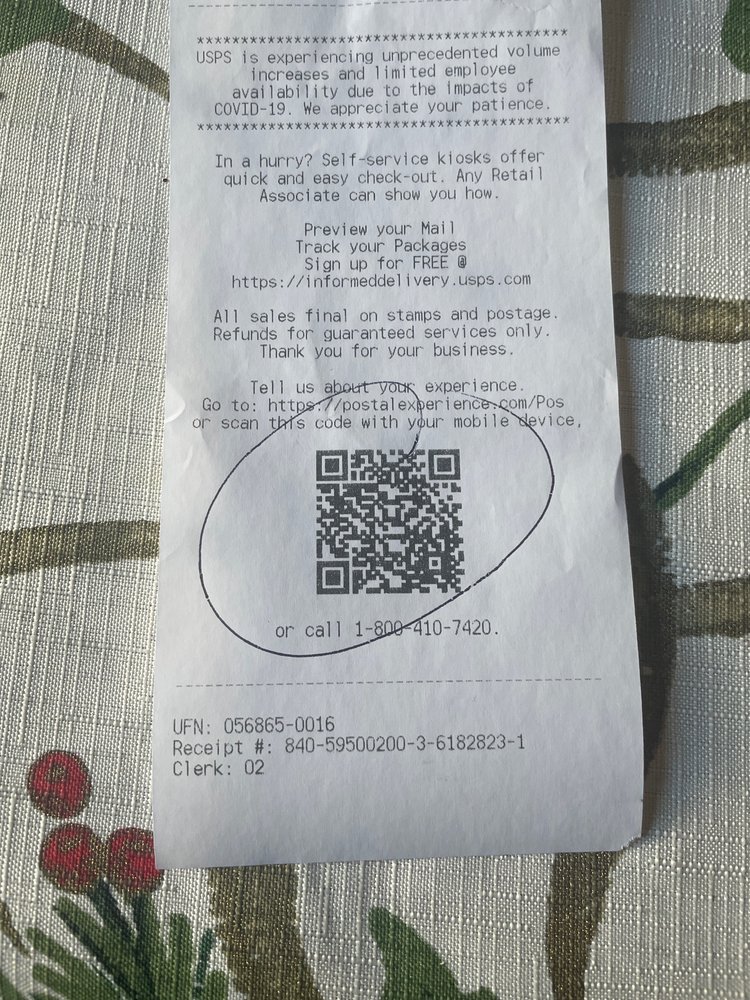 ******************************************
USPS is experiencing unprecedented volume
increases and limited employee
availability due to the impacts of
COVID-19. We appreciate your patience.
******************************************
In a hurry? Self-service kiosks offer
quick and easy check-out. Any Retail
Associate can show you how.
Preview your Mail
Track your Packages
Sign up for FREE @
https://informeddelivery.usps.com
All sales final on stamps and postage.
Refunds for guaranteed services only.
Thank you for your business.
Tell us about your experience.
Go to: https://postalexperience.com/Pos
or scan this code with your mobile device,
or call 1-800-410-7420.
UFN: 056865-0016
Receipt #: 840-59500200-3-6182823-1
Clerk: 02